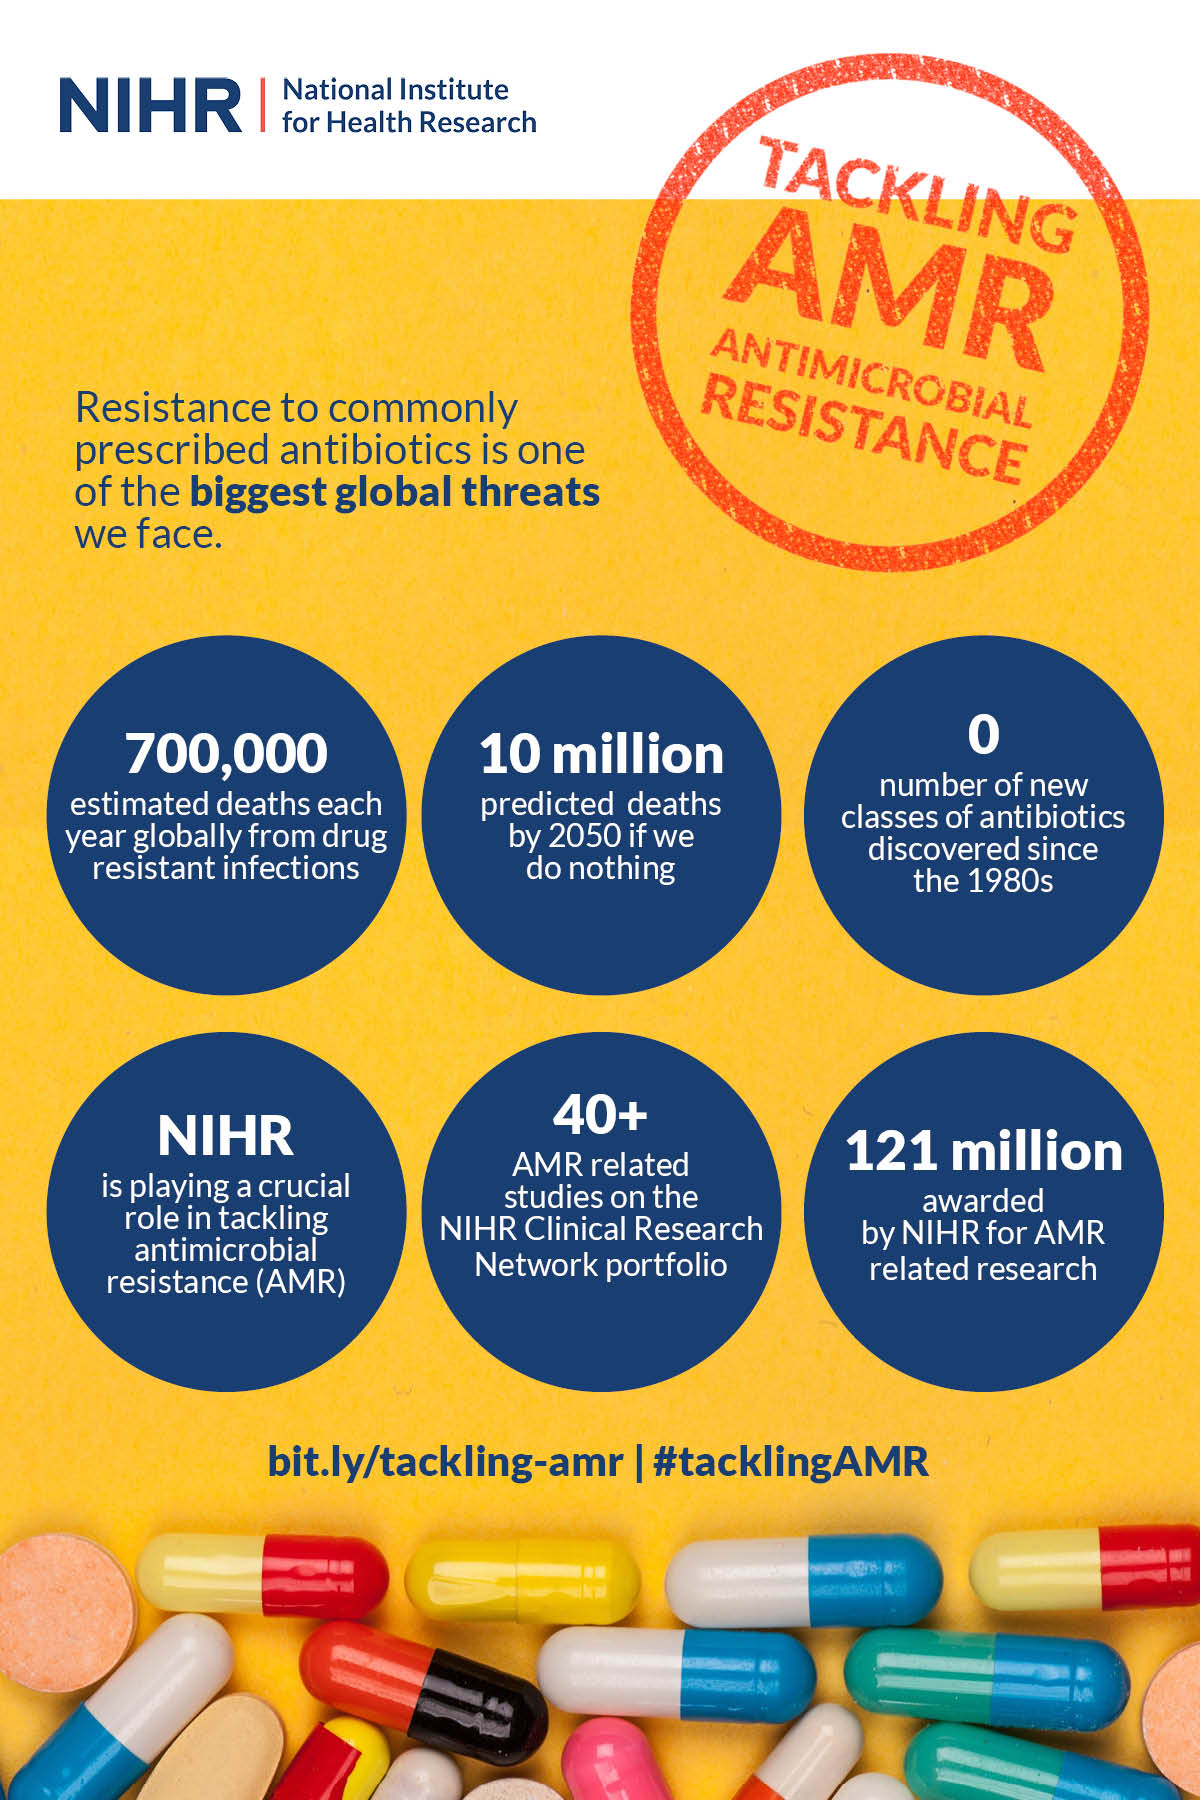 NIHR | National Institute
for Health Research
TACKLING
AMR
ANTIMICROBIAL
RESISTANCE
Resistance to commonly
prescribed antibiotics is one
of the biggest global threats
we face.
700,000
estimated deaths each
year globally from drug
resistant infections
10 million
predicted deaths
by 2050 if we
do nothing
0
number of new
classes of antibiotics
discovered since
the 1980s
NIHR
is playing a crucial
role in tackling
antimicrobial
resistance (AMR)
40+
AMR related
studies on the
NIHR Clinical Research
Network portfolio
121 million
awarded
by NIHR for AMR
related research
bit.ly/tackling-amr | #tacklingAMR